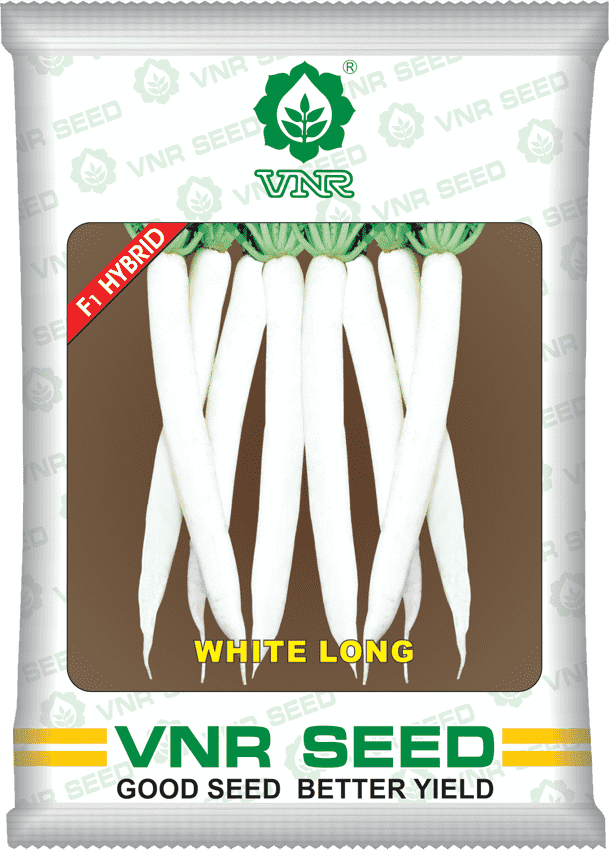 ®
VNR
F1 HYBRID
WHITE LONG
VNR SEED
GOOD SEED BETTER YIELD